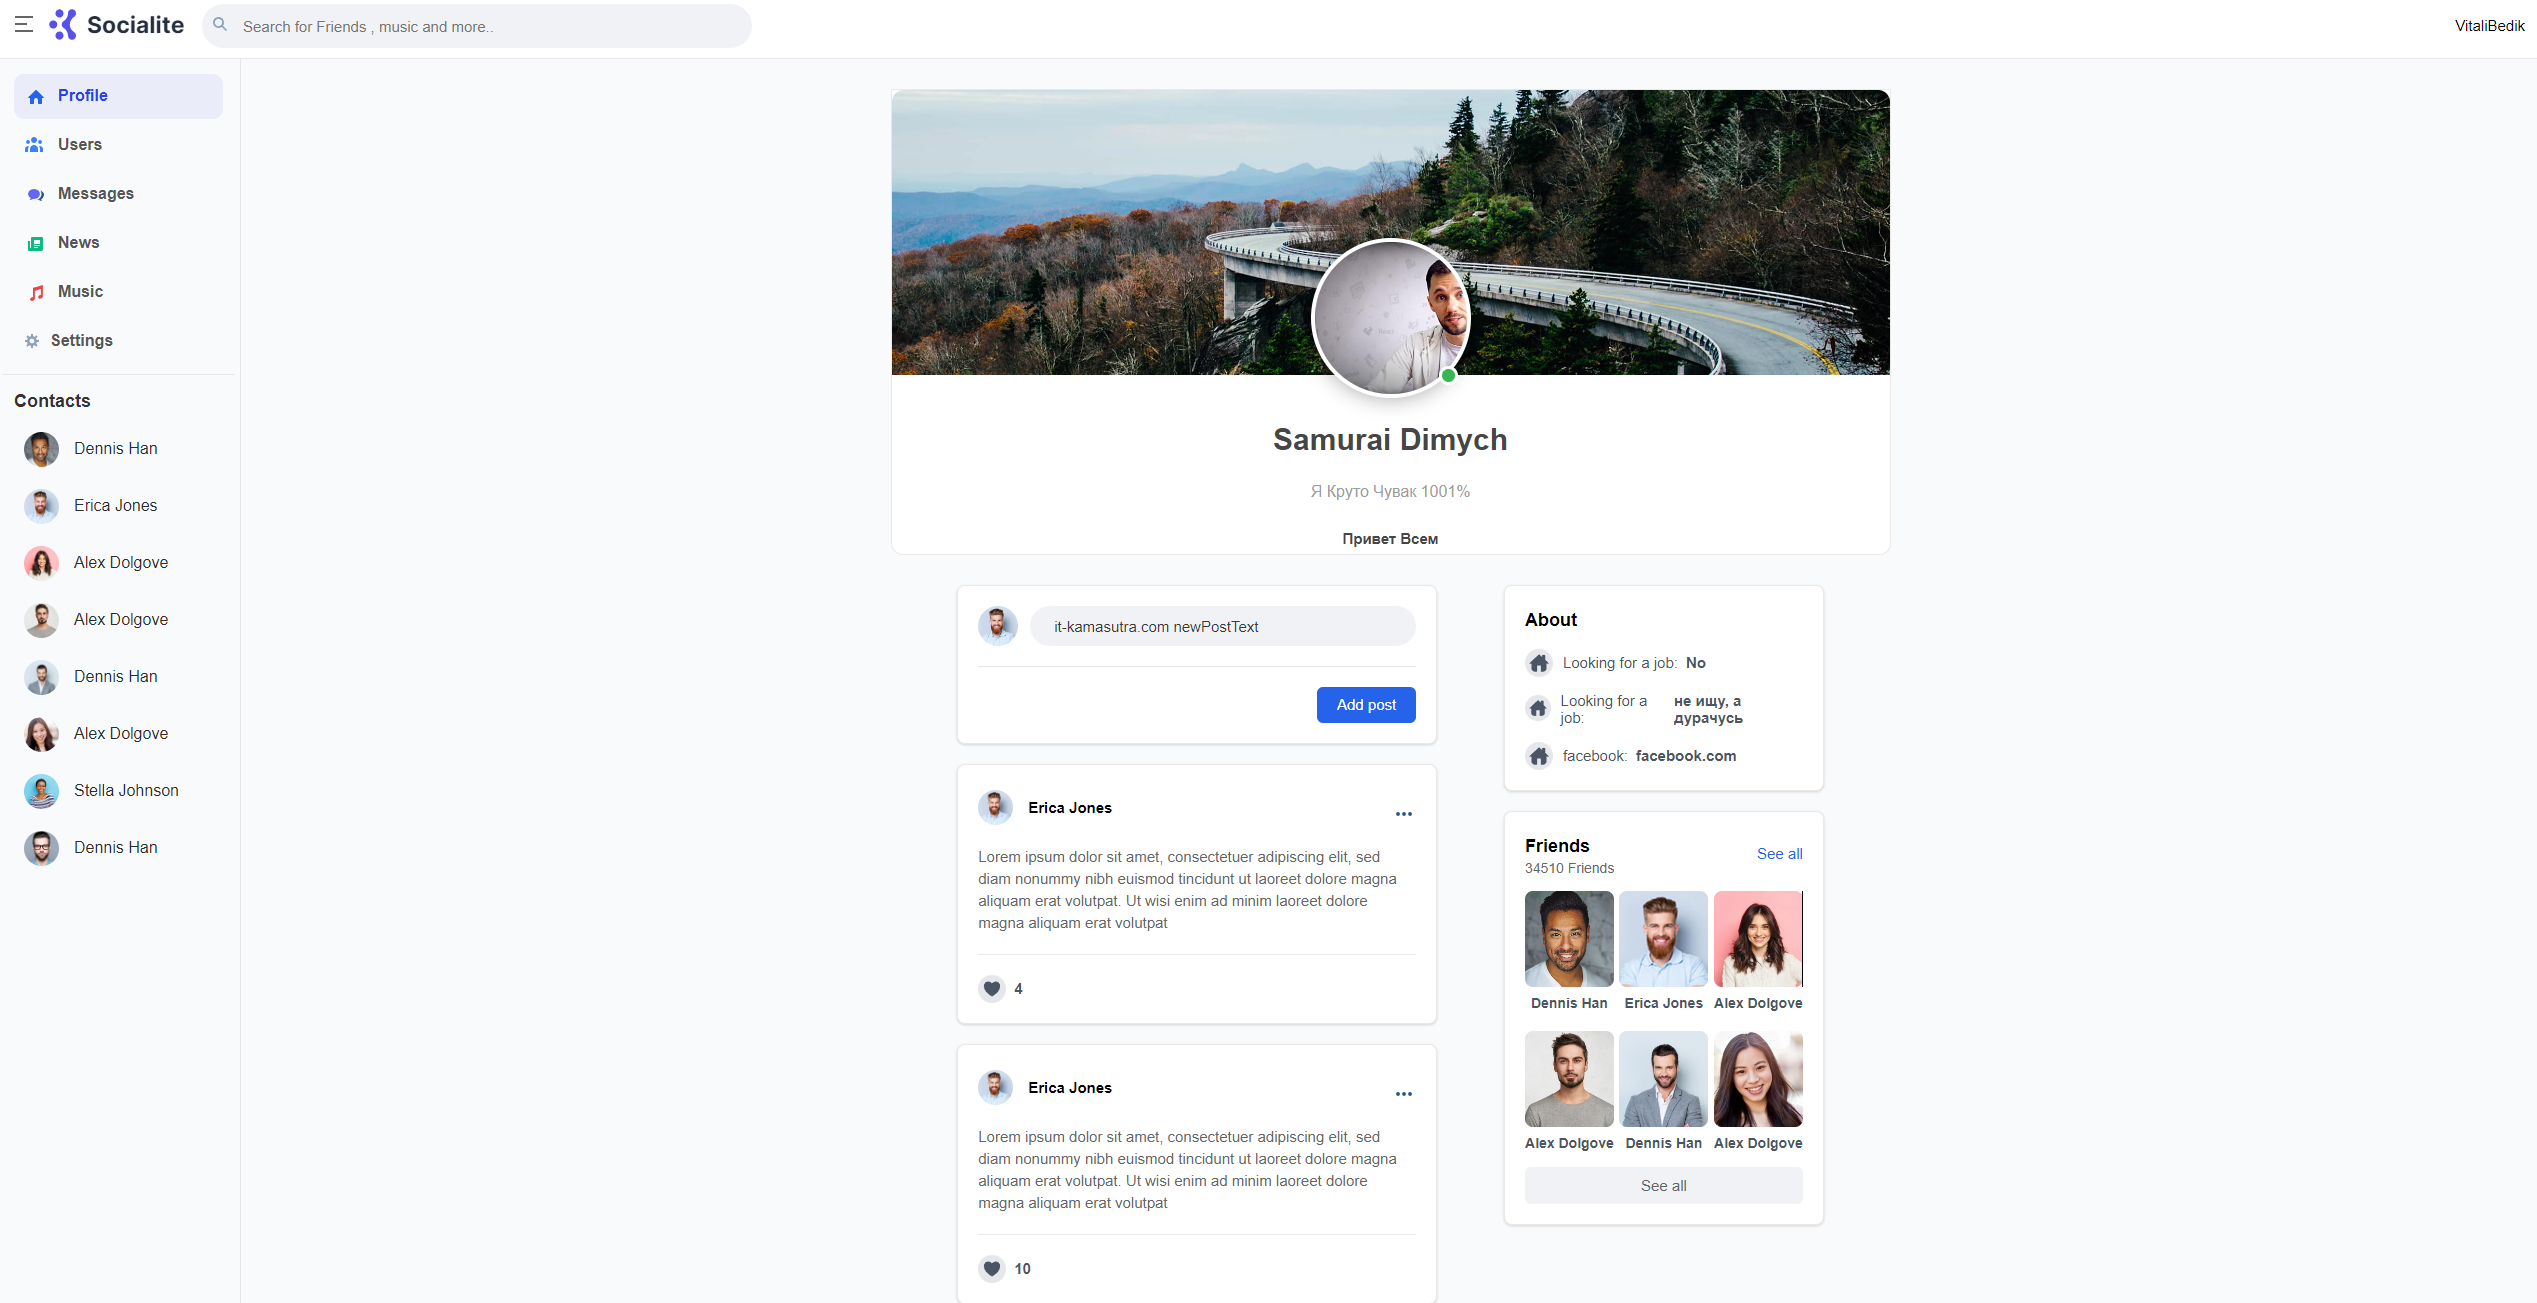 Socialite
Search for Friends , music and more..
VitaliBedik
Profile
Users
Messages
News
Music
Settings
Contacts
Dennis Han
Erica Jones
Alex Dolgove
Alex Dolgove
Dennis Han
Alex Dolgove
Stella Johnson
Dennis Han
Samurai Dimych
Я Круто Чувак 1001%
Привет Всем
it-kamasutra.com newPostText
Add post
Erica Jones
Lorem ipsum dolor sit amet, consectetuer adipiscing elit, sed
diam nonummy nibh euismod tincidunt ut laoreet dolore magna
aliquam erat volutpat. Ut wisi enim ad minim laoreet dolore
magna aliquam erat volutpat
4
Erica Jones
Lorem ipsum dolor sit amet, consectetuer adipiscing elit, sed
diam nonummy nibh euismod tincidunt ut laoreet dolore magna
aliquam erat volutpat. Ut wisi enim ad minim laoreet dolore
magna aliquam erat volutpat
10
About
Looking for a job: No
Looking for a job: не ищу, а дурачусь
facebook: facebook.com
Friends
34510 Friends
See all
Dennis Han Erica Jones Alex Dolgove
Alex Dolgove Dennis Han Alex Dolgove
See all